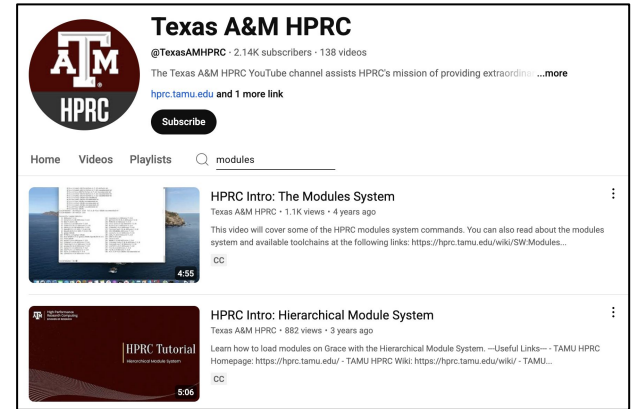 Texas A&M HPRC
@TexasAMHPRC · 2.14K subscribers · 138 videos
The Texas A&M HPRC YouTube channel assists HPRC's mission of providing extraordinar ...more
hprc.tamu.edu and 1 more link
Subscribe
ATM
HPRC
Home Videos Playlists modules
HPRC Intro: The Modules System
Texas A&M HPRC • 1.1K views • 4 years ago
This video will cover some of the HPRC modules system commands. You can also read about the modules
system and available toolchains at the following links: https://hprc.tamu.edu/wiki/SW:Modules...
CC
4:55
HPRC Intro: Hierarchical Module System
Texas A&M HPRC • 882 views • 3 years ago
Learn how to load modules on Grace with the Hierarchical Module System. ---Useful Links--- - TAMU HPRC
Homepage: https://hprc.tamu.edu/ - TAMU HPRC Wiki: https://hprc.tamu.edu/wiki/ - TAMU...
CC
High Performance
Research Computing
HPRC Tutorial
Hierarchical Module System
5:06